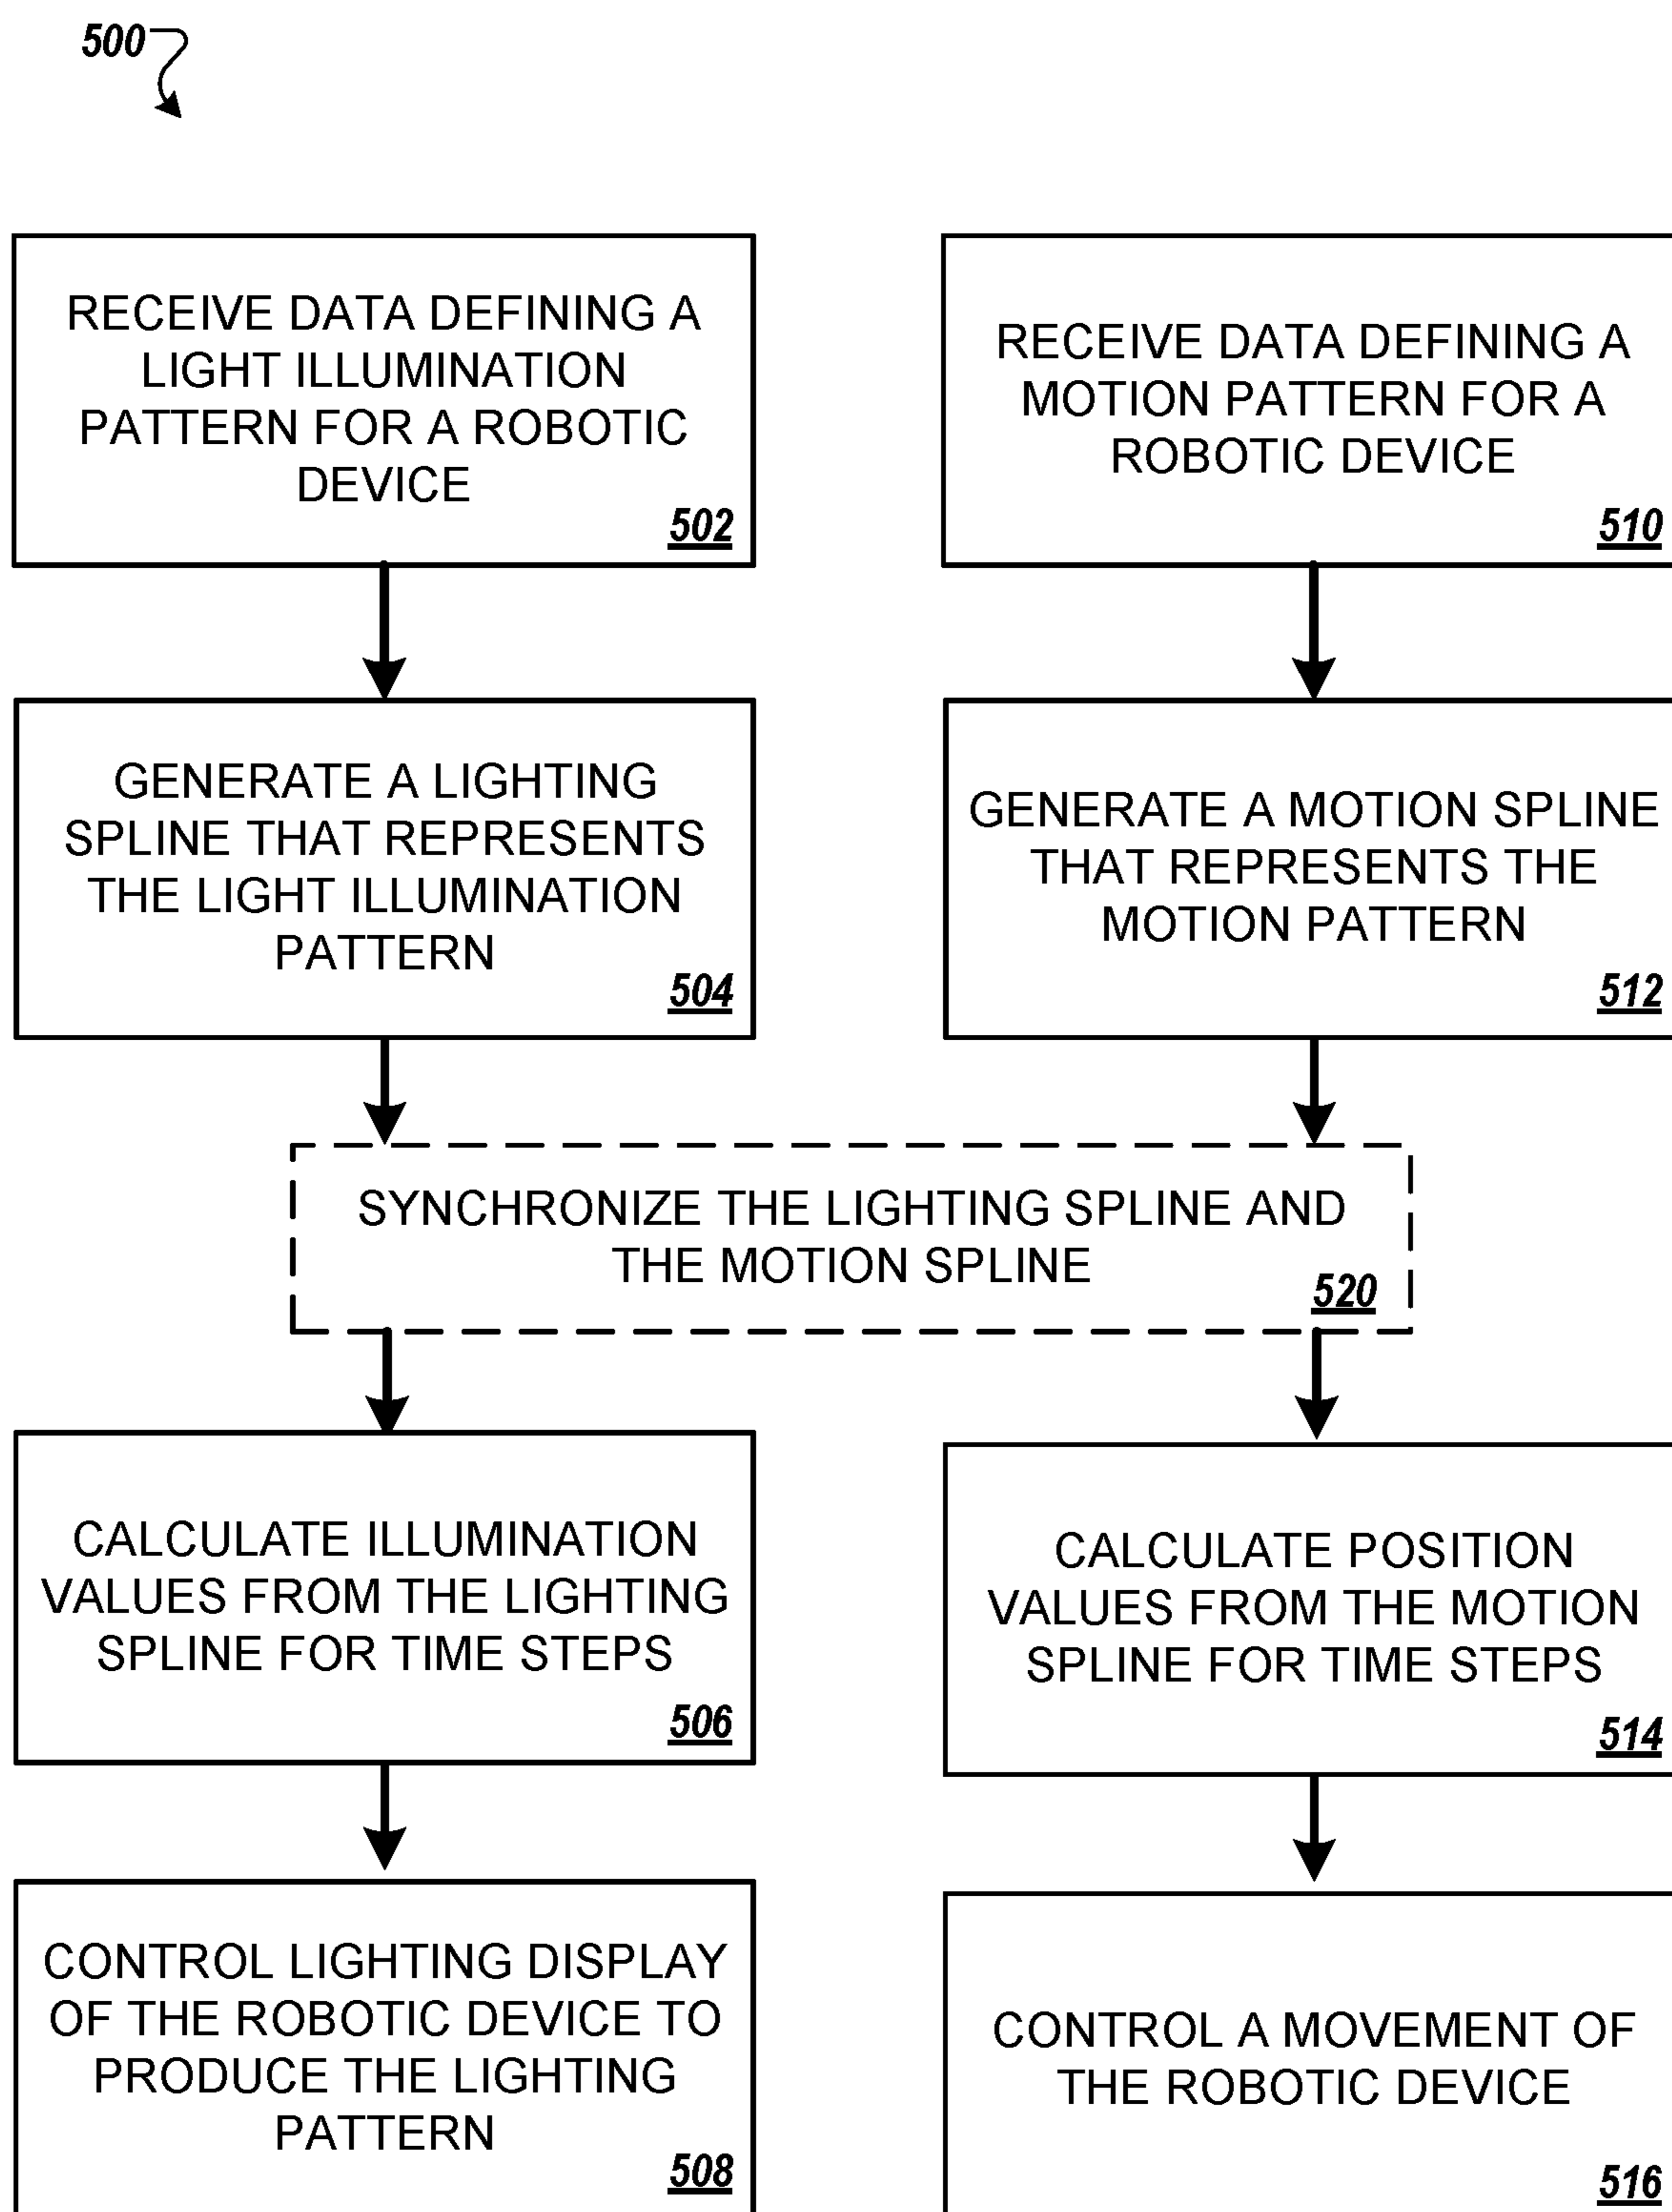 500
RECEIVE DATA DEFINING A
LIGHT ILLUMINATION
PATTERN FOR A ROBOTIC
DEVICE
502
RECEIVE DATA DEFINING A
MOTION PATTERN FOR A
ROBOTIC DEVICE
510
GENERATE A LIGHTING
SPLINE THAT REPRESENTS
THE LIGHT ILLUMINATION
PATTERN
504
GENERATE A MOTION SPLINE
THAT REPRESENTS THE
MOTION PATTERN
512
SYNCHRONIZE THE LIGHTING SPLINE AND
THE MOTION SPLINE
520
CALCULATE ILLUMINATION
VALUES FROM THE LIGHTING
SPLINE FOR TIME STEPS
506
CALCULATE POSITION
VALUES FROM THE MOTION
SPLINE FOR TIME STEPS
514
CONTROL LIGHTING DISPLAY
OF THE ROBOTIC DEVICE TO
PRODUCE THE LIGHTING
PATTERN
508
CONTROL A MOVEMENT OF
THE ROBOTIC DEVICE
516